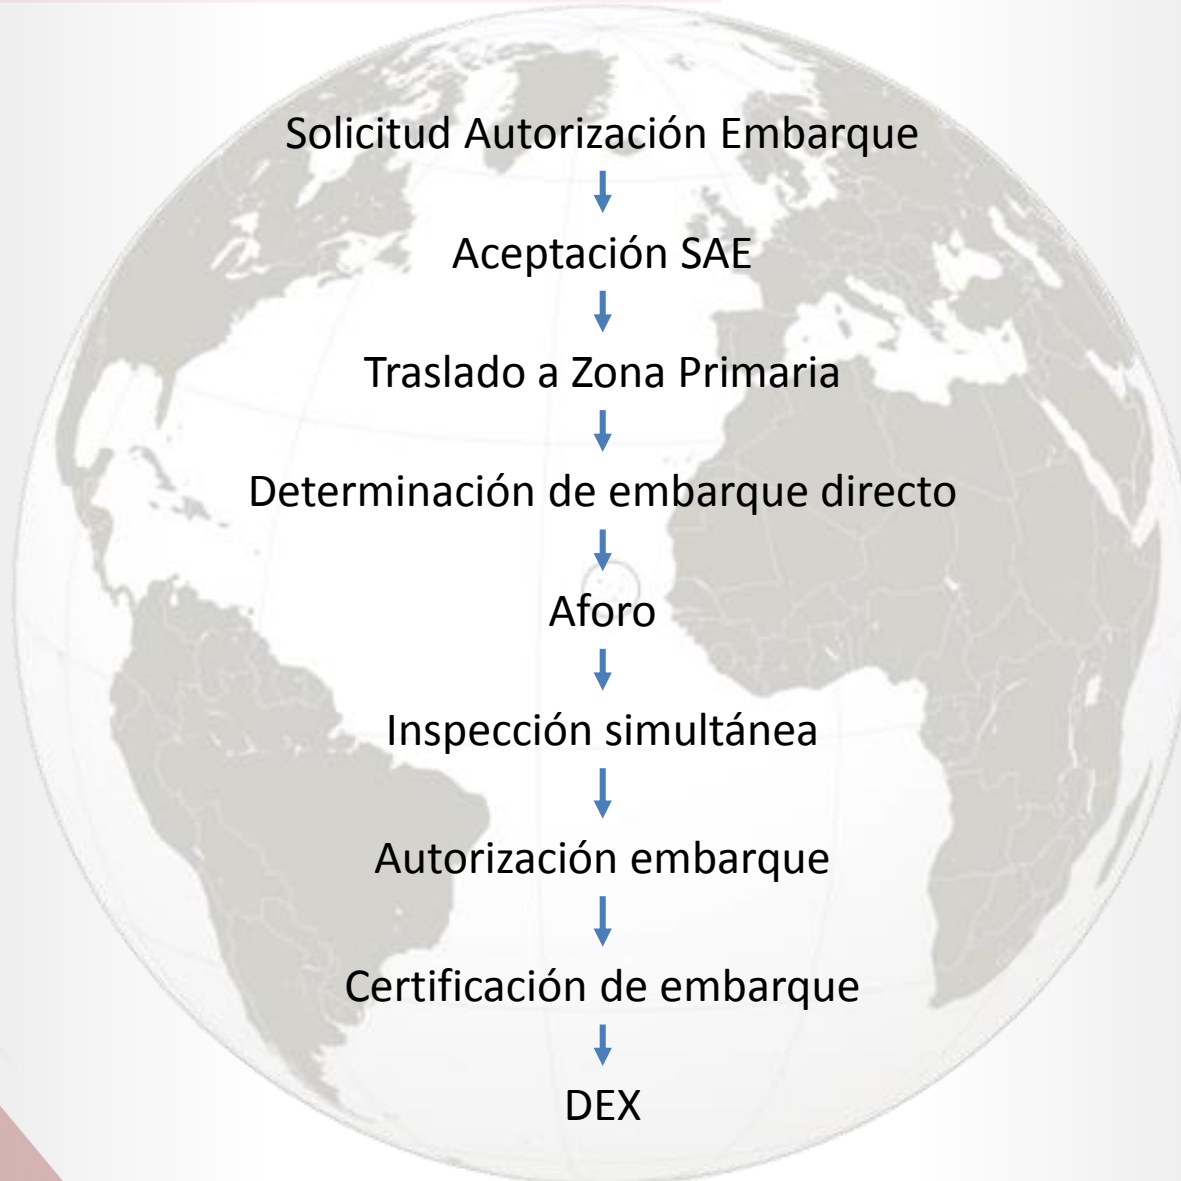 Solicitud Autorización Embarque
Aceptación SAE
Traslado a Zona Primaria
Determinación de embarque directo
Aforo
Inspección simultánea
Autorización embarque
Certificación de embarque
DEX